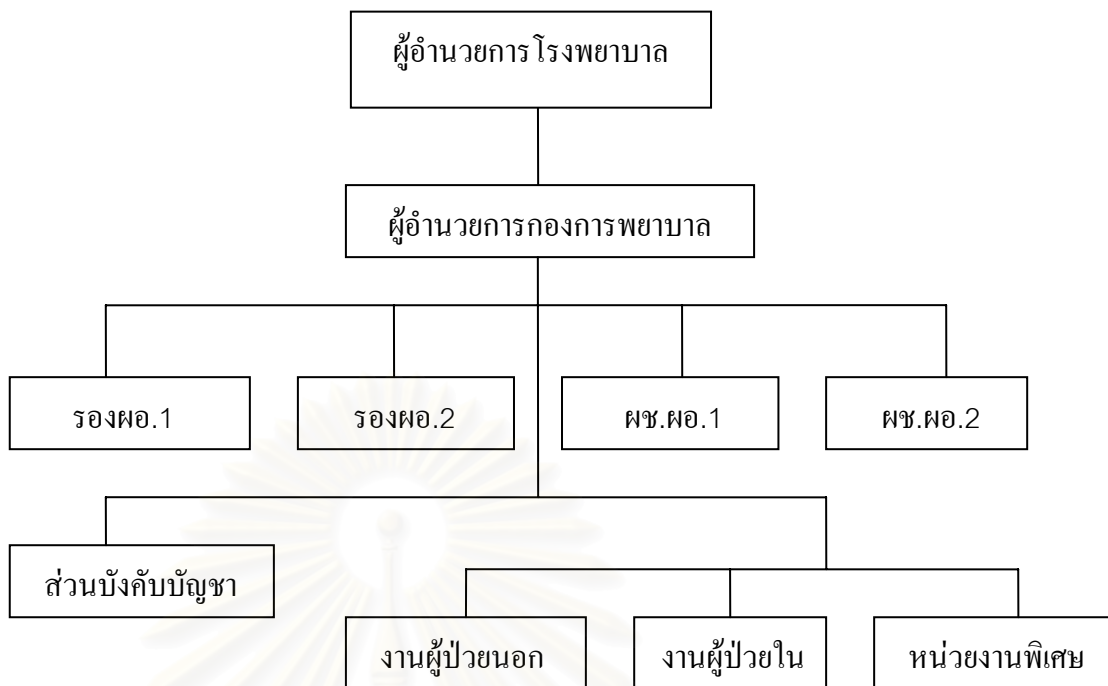 ผู้อำนวยการโรงพยาบาล
ผู้อำนวยการกองการพยาบาล
รองผอ.1
รองผอ.2
ผช.ผอ.1
ผช.ผอ.2
ส่วนบังคับบัญชา
งานผู้ป่วยนอก
งานผู้ป่วยใน
หน่วยงานพิเศษ